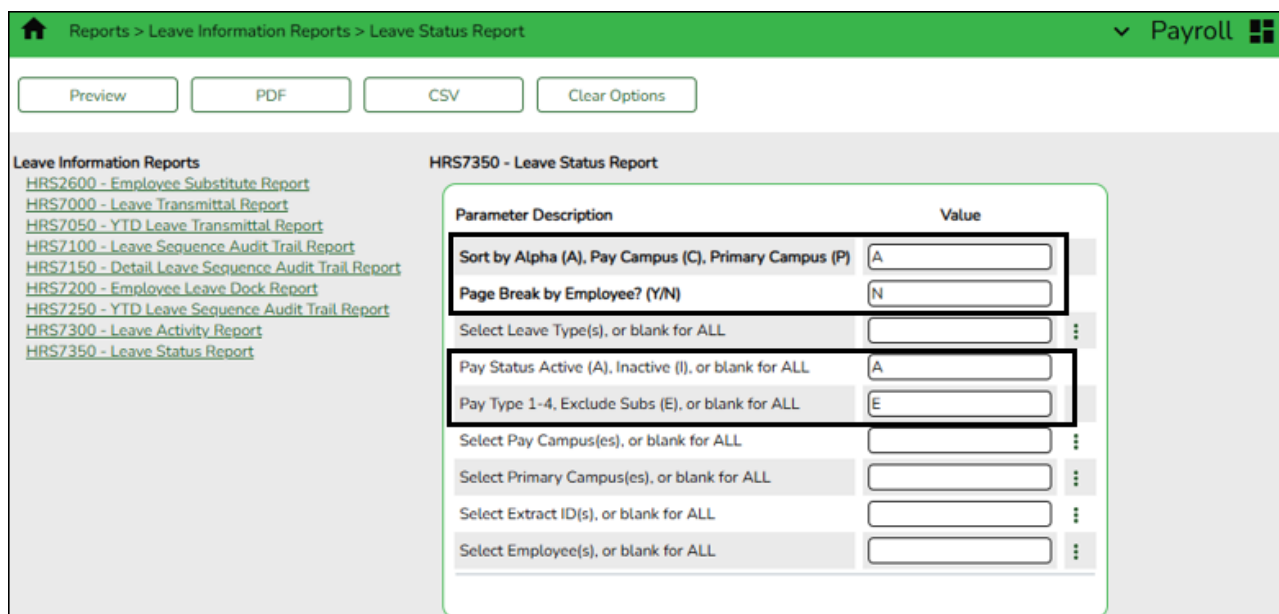 Reports > Leave Information Reports > Leave Status Report
Payroll
Preview PDF CSV Clear Options
Leave Information Reports
HRS2600 - Employee Substitute Report
HRS7000 - Leave Transmittal Report
HRS7050 - YTD Leave Transmittal Report
HRS7100 - Leave Sequence Audit Trail Report
HRS7150 - Detail Leave Sequence Audit Trail Report
HRS7200 - Employee Leave Dock Report
HRS7250 - YTD Leave Sequence Audit Trail Report
HRS7300 - Leave Activity Report
HRS7350 - Leave Status Report
HRS7350 - Leave Status Report
Parameter Description Value
Sort by Alpha (A), Pay Campus (C), Primary Campus (P) A
Page Break by Employee? (Y/N) N
Select Leave Type(s), or blank for ALL
Pay Status Active (A), Inactive (I), or blank for ALL A
Pay Type 1-4, Exclude Subs (E), or blank for ALL E
Select Pay Campus(es), or blank for ALL
Select Primary Campus(es), or blank for ALL
Select Extract ID(s), or blank for ALL
Select Employee(s), or blank for ALL